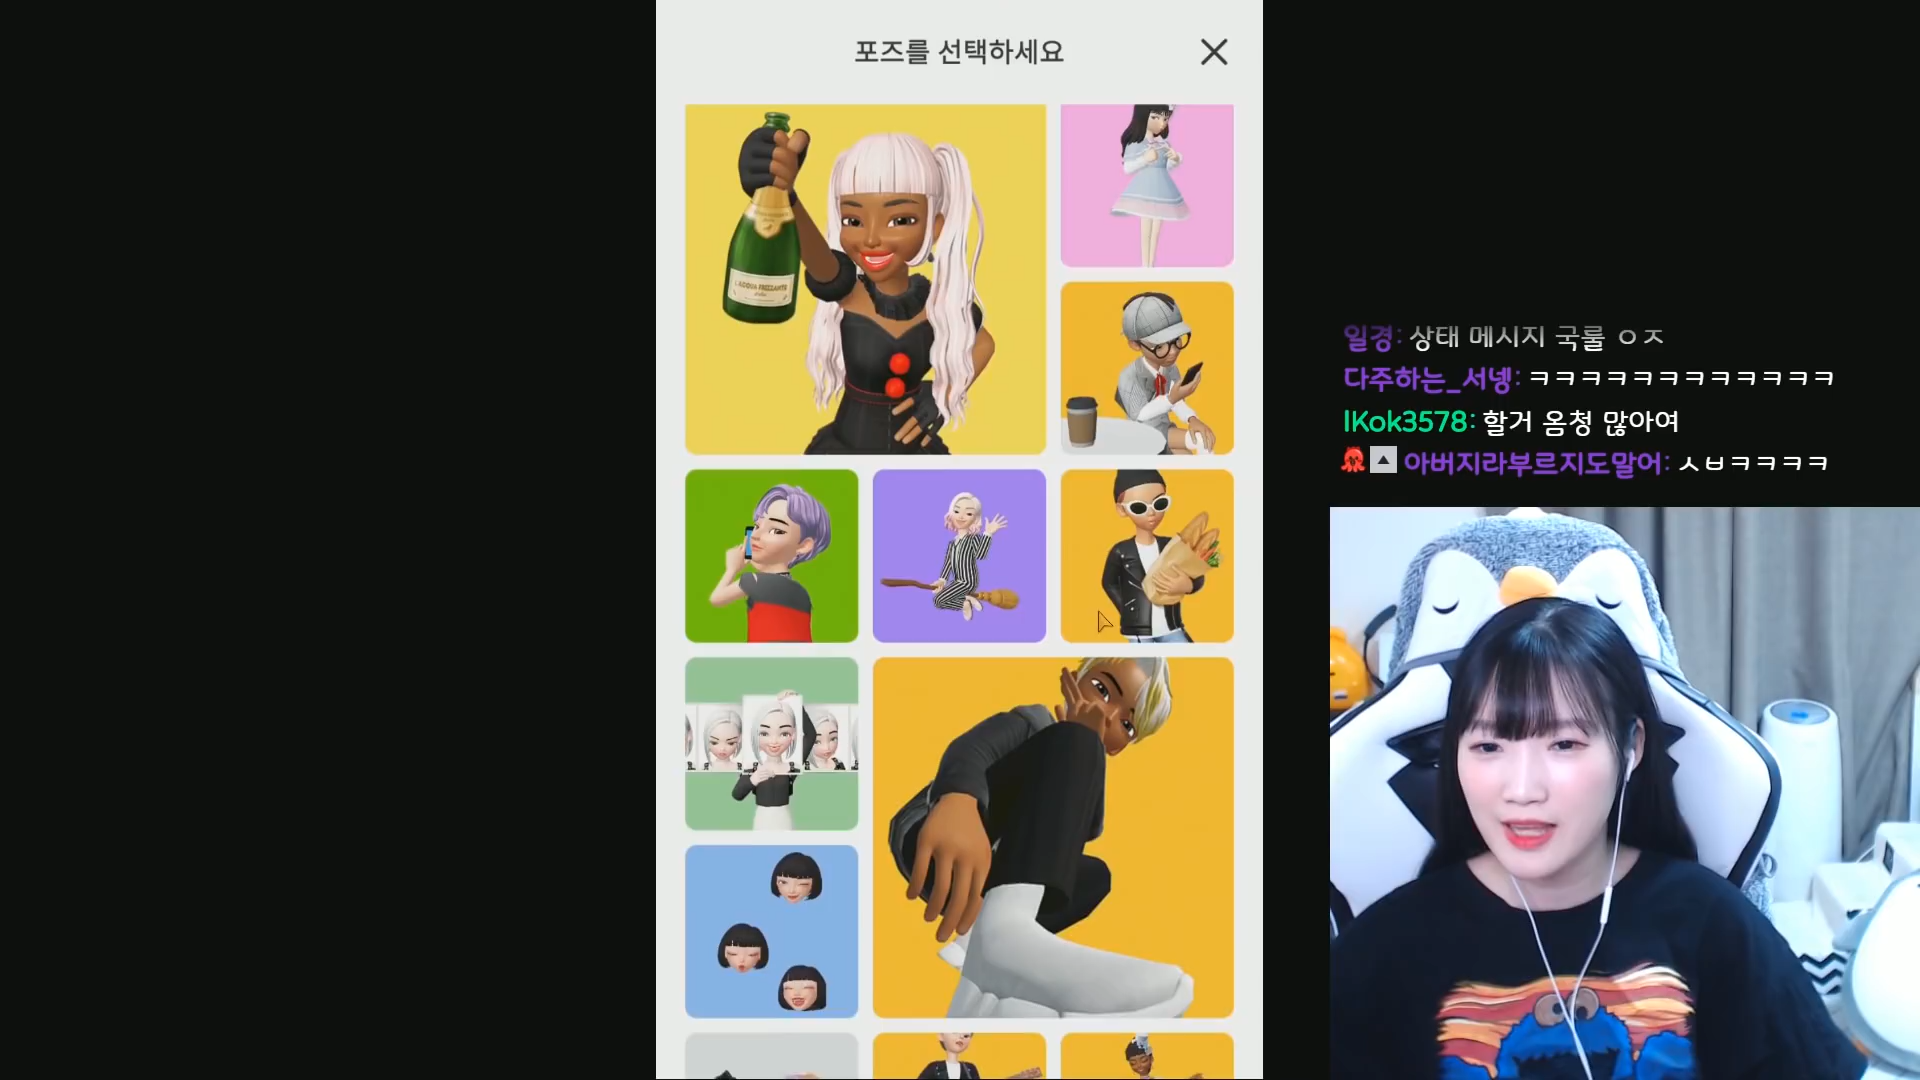 포즈를 선택하세요
L'ACQUA FRIZZANTE
일경: 상태 메시지 국룰 ㅇㅈ
다주하는_서넹: ㅋㅋㅋㅋㅋㅋㅋㅋㅋㅋㅋㅋ
lKok3578: 할거 옴청 많아여
아버지라부르지도말어: ㅅㅂㅋㅋㅋㅋ